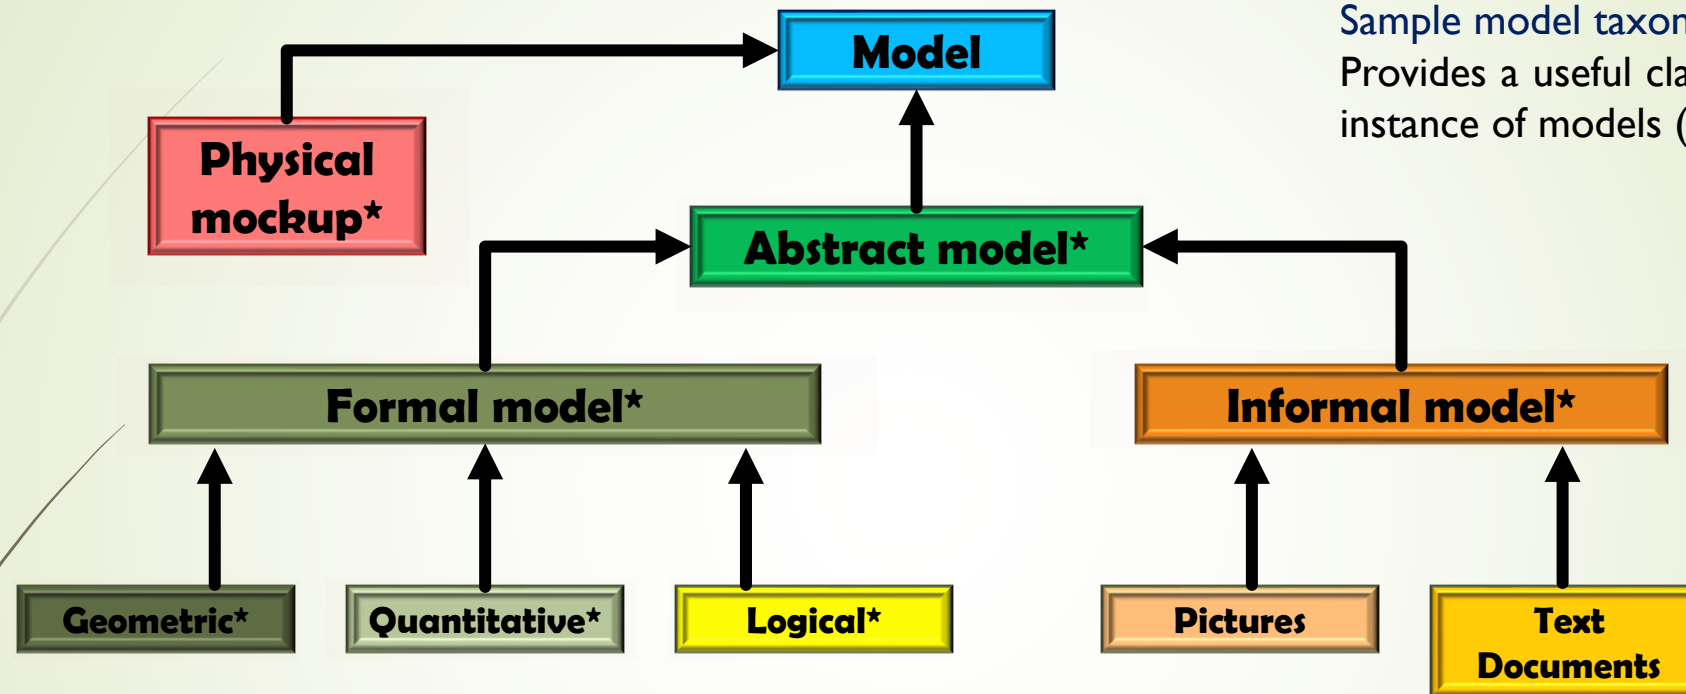 Sample model taxon
Provides a useful cla
instance of models (
Model
Physical
mockup*
Abstract model*
Formal model*
Informal model*
Geometric*
Quantitative*
Logical*
Pictures
Text
Documents